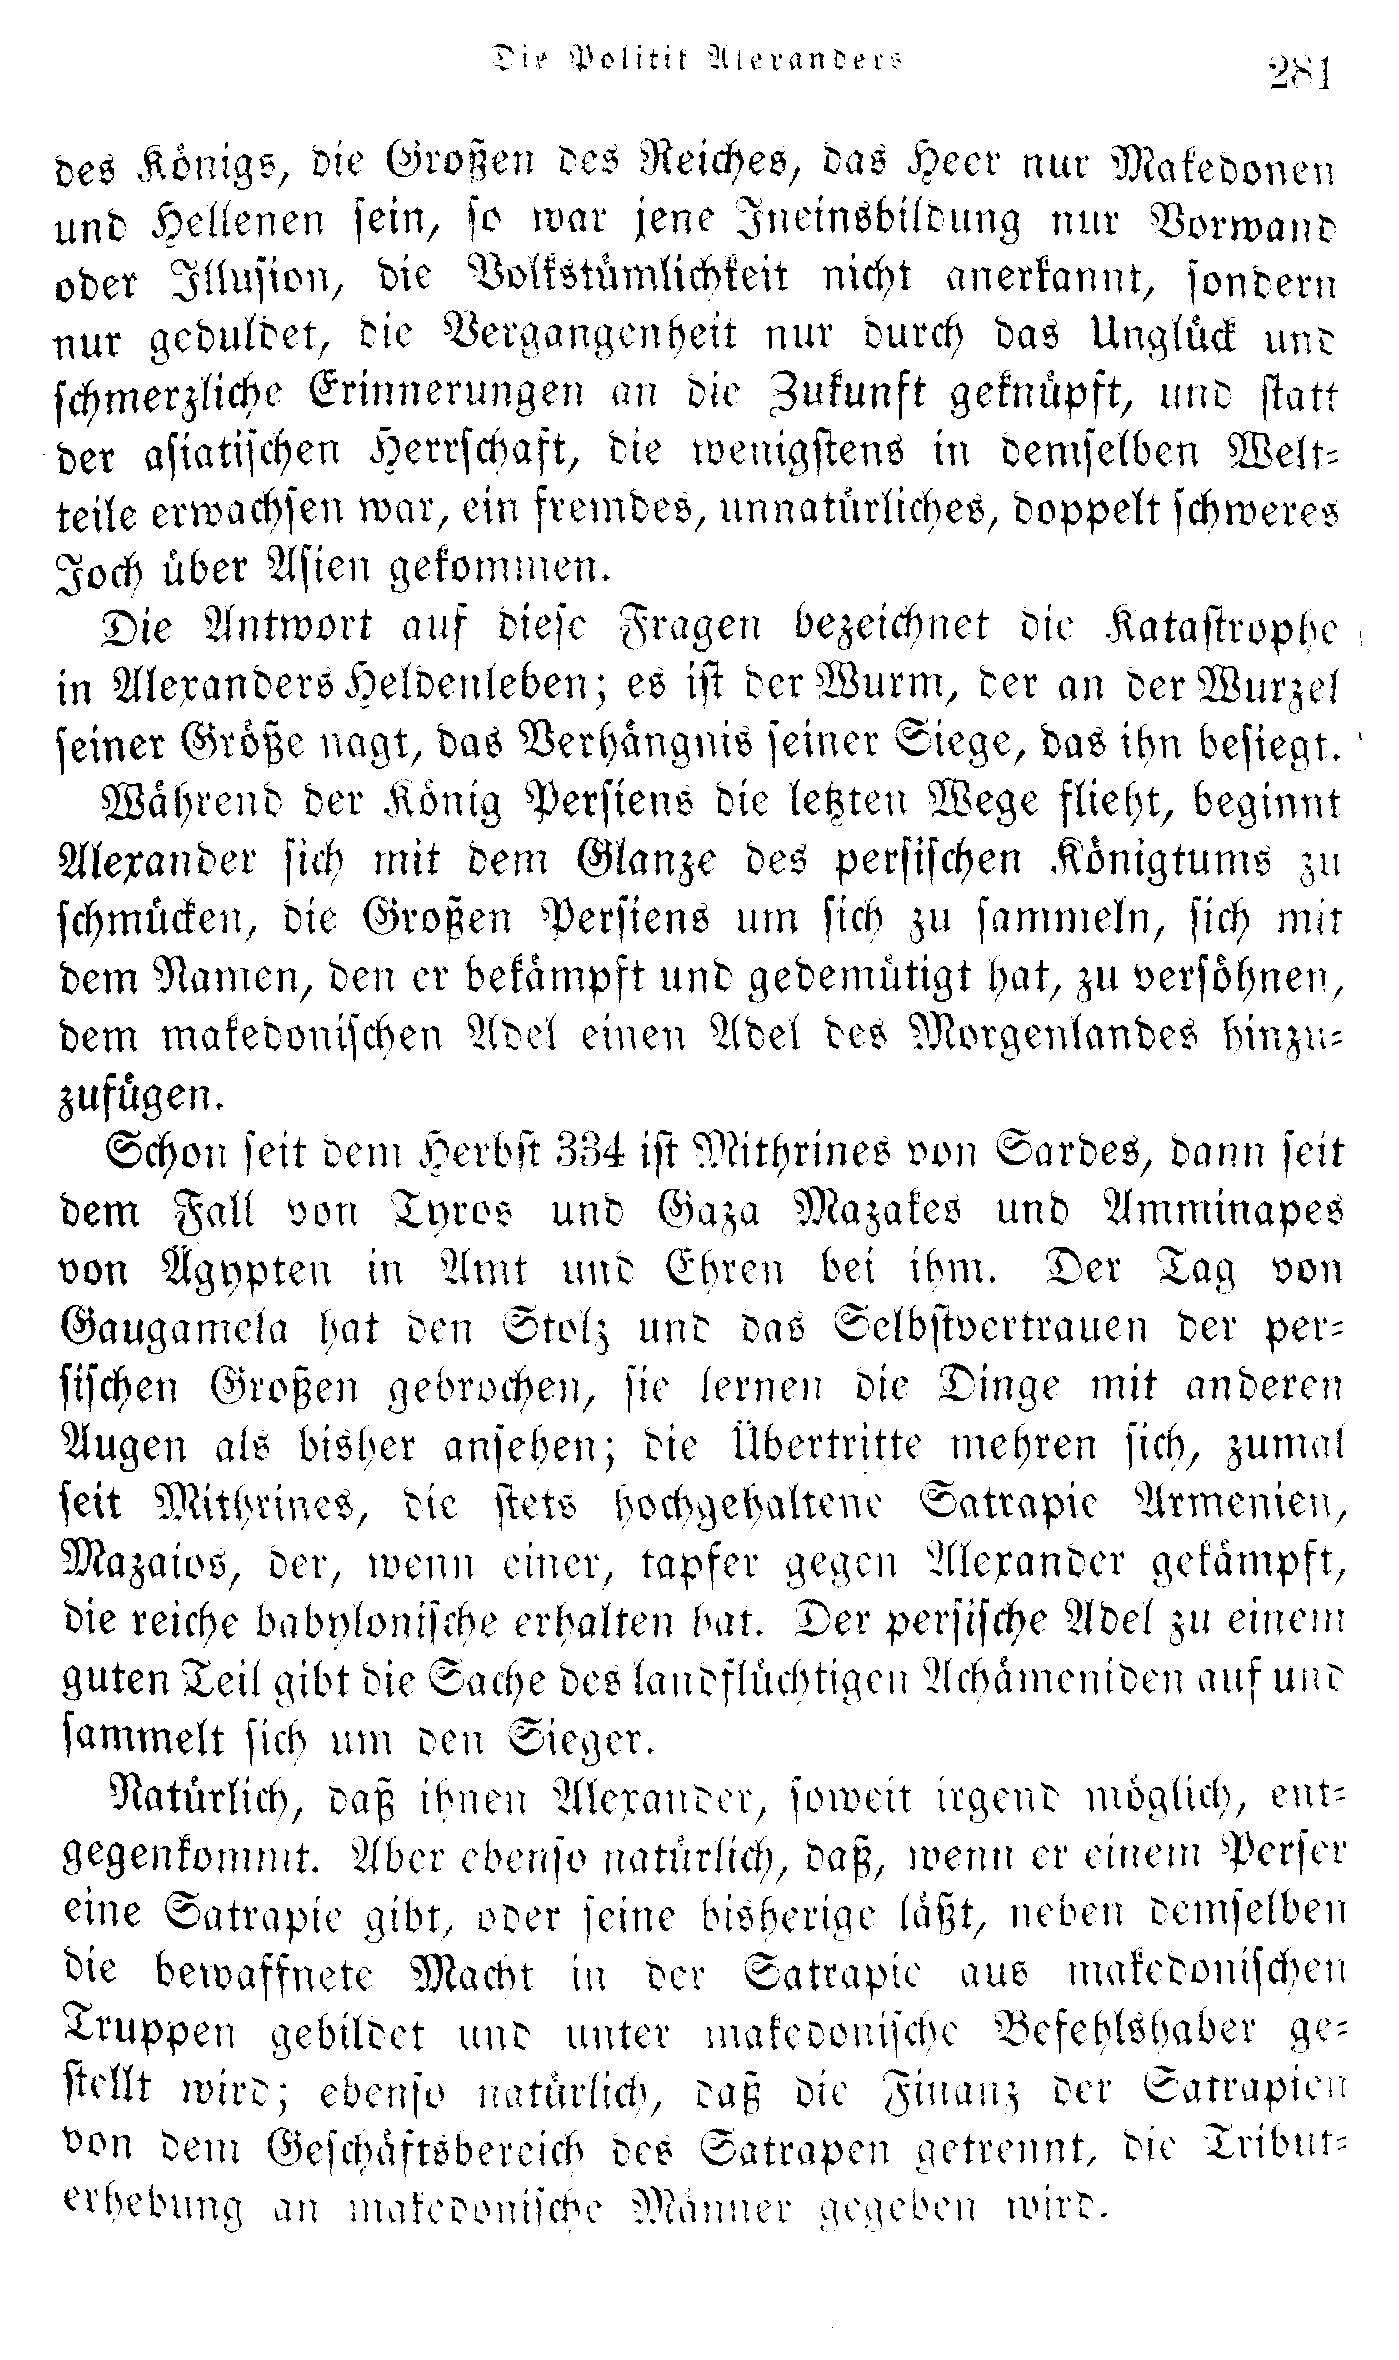 Die Politik Alexanders
281
des Königs, die Großen des Reiches, das Heer nur Makedonen
und Hellenen sein, so war jene Ineinsbildung nur Vorwand
oder Illusion, die Volkstümlichkeit nicht anerkannt, sondern
nur geduldet, die Vergangenheit nur durch das Unglück und
schmerzliche Erinnerungen an die Zukunft geknüpft, und statt
der asiatischen Herrschaft, die wenigstens in demselben Welt-
teile erwachsen war, ein fremdes, unnatürliches, doppelt schweres
Joch über Asien gekommen.
Die Antwort auf diese Fragen bezeichnet die Katastrophe
in Alexanders Heldenleben; es ist der Wurm, der an der Wurzel
seiner Größe nagt, das Verhängnis seiner Siege, das ihn besiegt.
Während der König Persiens die letzten Wege flieht, beginnt
Alexander sich mit dem Glanze des persischen Königtums zu
schmücken, die Großen Persiens um sich zu sammeln, sich mit
dem Namen, den er bekämpft und gedemütigt hat, zu versöhnen,
dem makedonischen Adel einen Adel des Morgenlandes hinzu-
zufügen.
Schon seit dem Herbst 334 ist Mithrines von Sardes, dann seit
dem Fall von Tyros und Gaza Mazakes und Amminapes
von Ägypten in Amt und Ehren bei ihm. Der Tag von
Gaugamela hat den Stolz und das Selbstvertrauen der per-
sischen Großen gebrochen, sie lernen die Dinge mit anderen
Augen als bisher ansehen; die Übertritte mehren sich, zumal
seit Mithrines, die stets hochgehaltene Satrapie Armenien,
Mazaios, der, wenn einer, tapfer gegen Alexander gekämpft,
die reiche babylonische erhalten hat. Der persische Adel zu einem
guten Teil gibt die Sache des landflüchtigen Achämeniden auf und
sammelt sich um den Sieger.
Natürlich, daß ihnen Alexander, soweit irgend möglich, ent-
gegenkommt. Aber ebenso natürlich, daß, wenn er einem Perser
eine Satrapie gibt, oder seine bisherige läßt, neben demselben
die bewaffnete Macht in der Satrapie aus makedonischen
Truppen gebildet und unter makedonische Befehlshaber ge-
stellt wird; ebenso natürlich, daß die Finanz der Satrapien
von dem Geschäftsbereich des Satrapen getrennt, die Tribut-
erhebung an makedonische Männer gegeben wird.